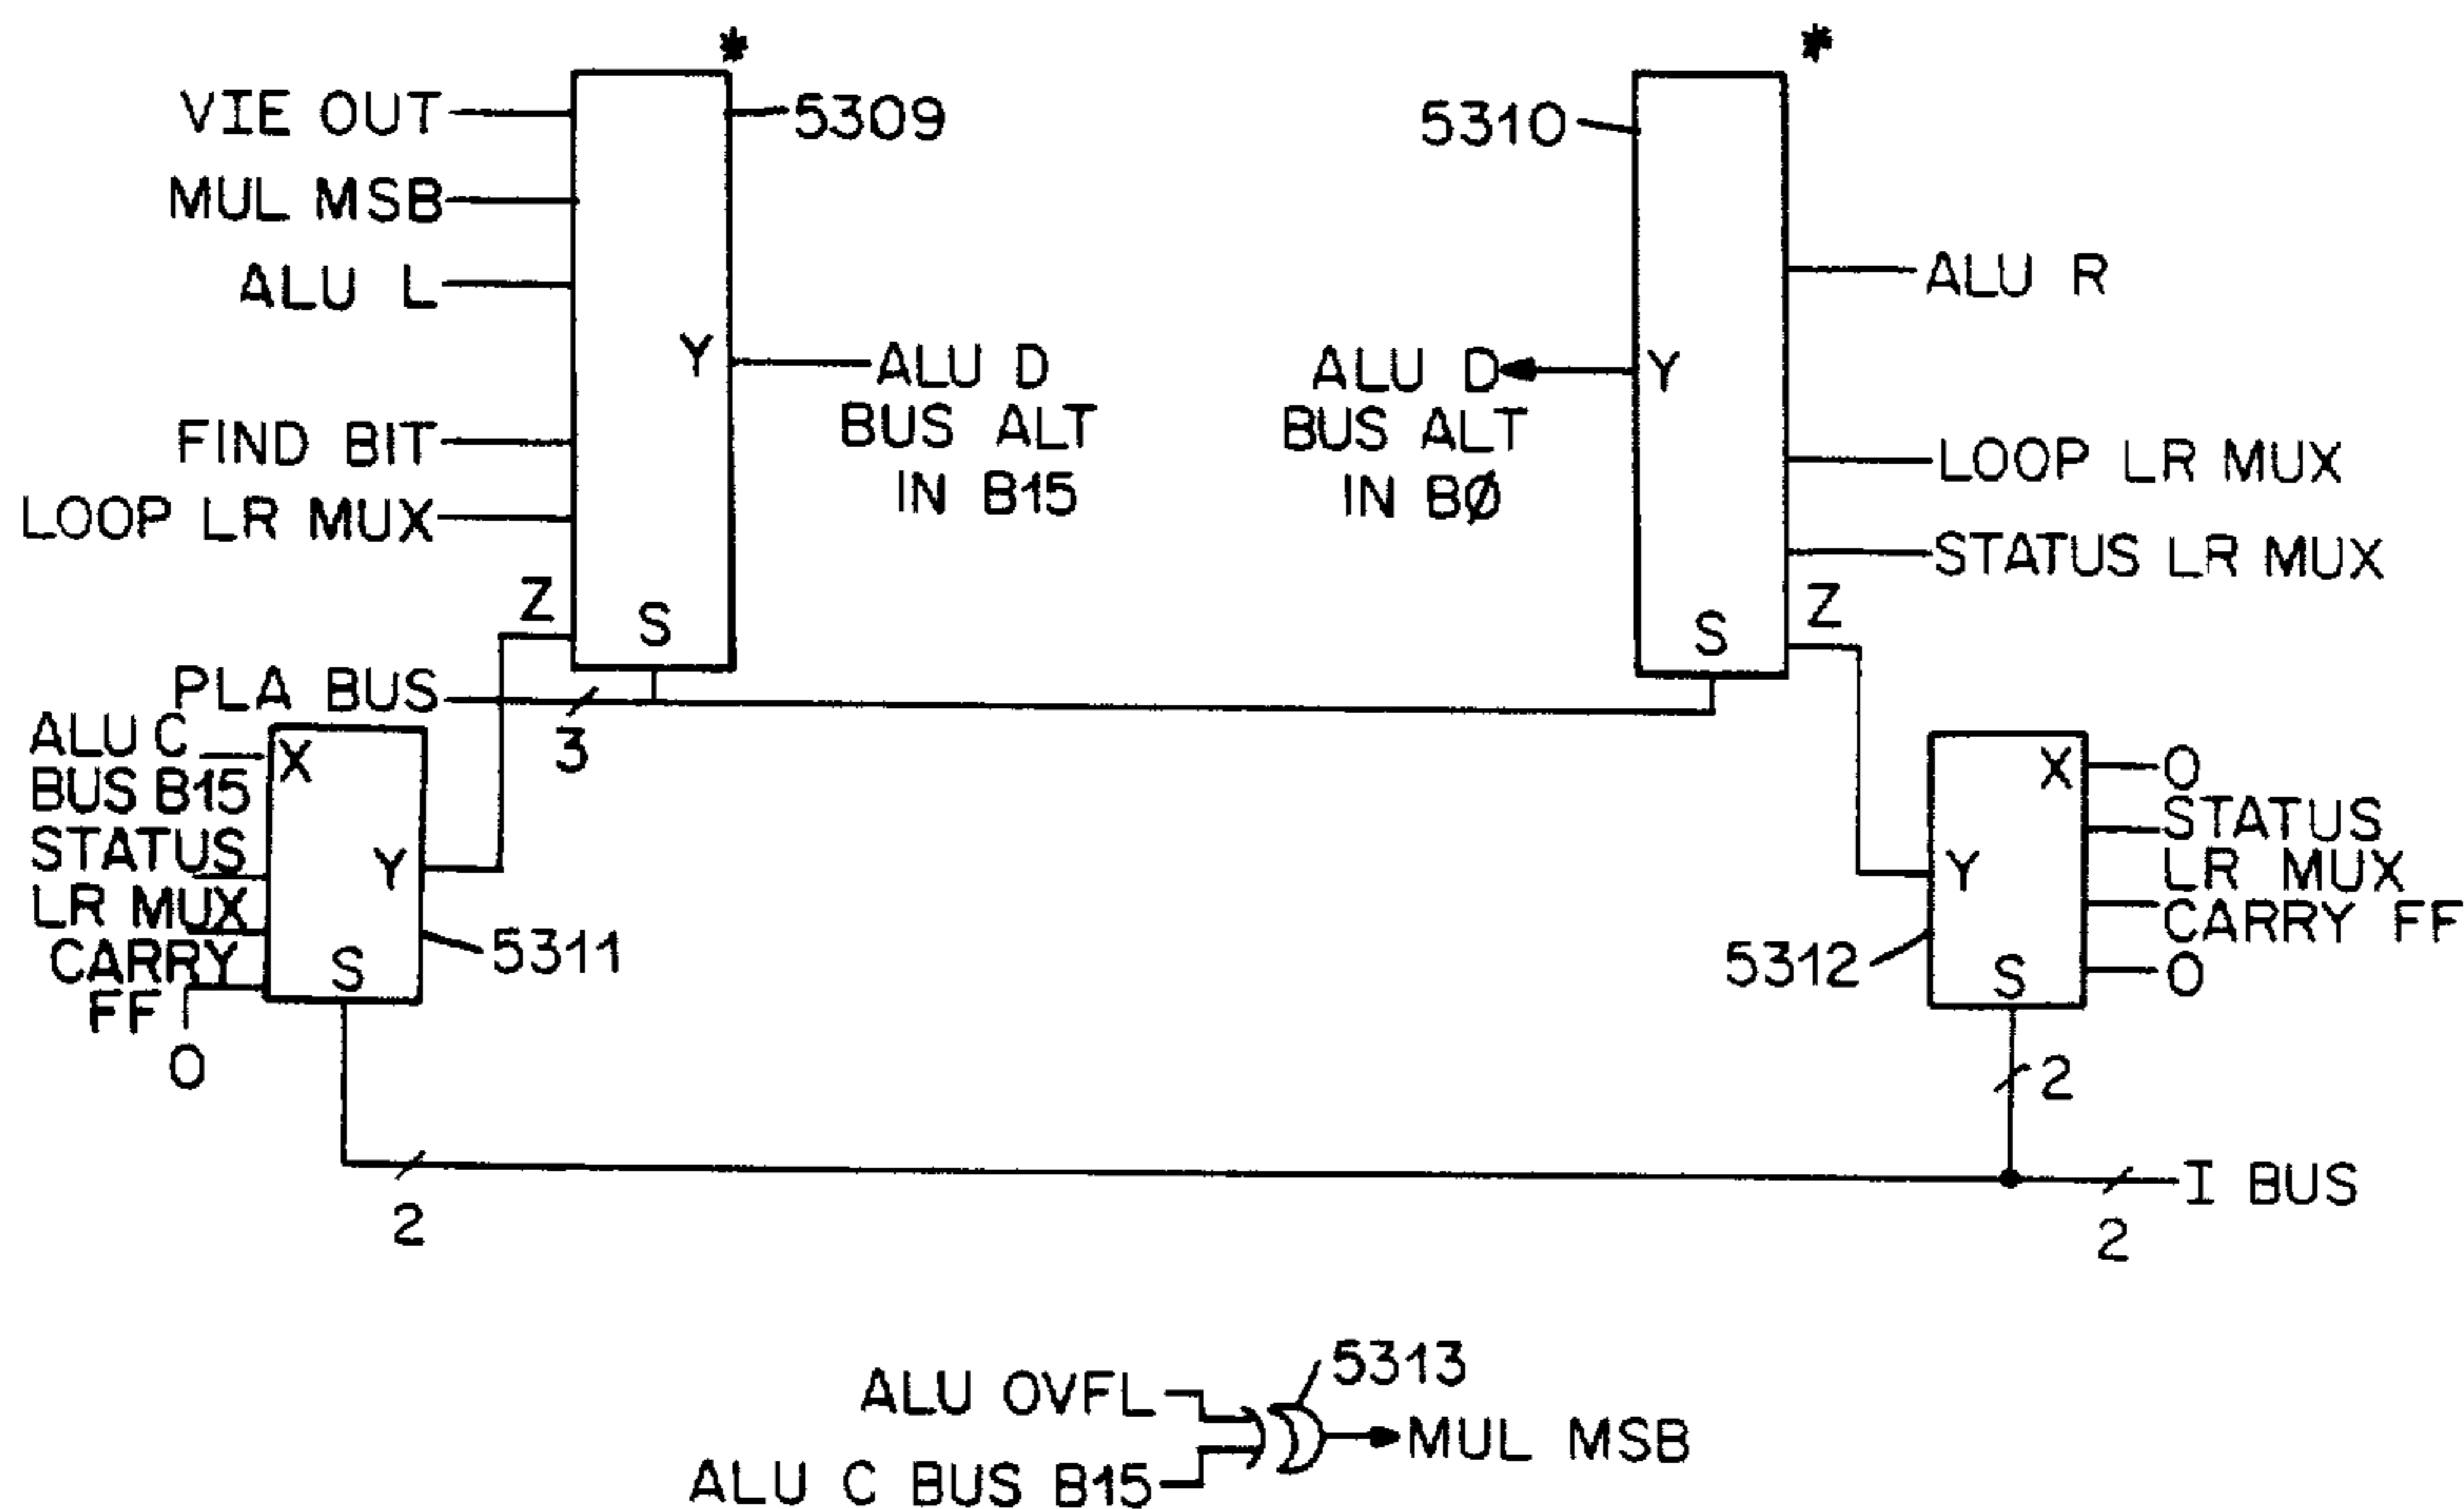 *
*
VIE OUT
5309
5310
MUL MSB
ALU L
ALU R
Y
ALU D
BUS ALT
IN B15
ALU D
BUS ALT
IN BØ
Y
FIND BIT
LOOP LR MUX
LOOP LR MUX
STATUS LR MUX
Z
S
S
Z
PLA BUS
3
ALU C
BUS B15
STATUS
LR MUX
CARRY
FF
0
X
Y
S
5311
X
Y
S
5312
0
STATUS
LR MUX
CARRY FF
0
2
2
I BUS
2
5313
ALU OVFL
MUL MSB
ALU C BUS B15